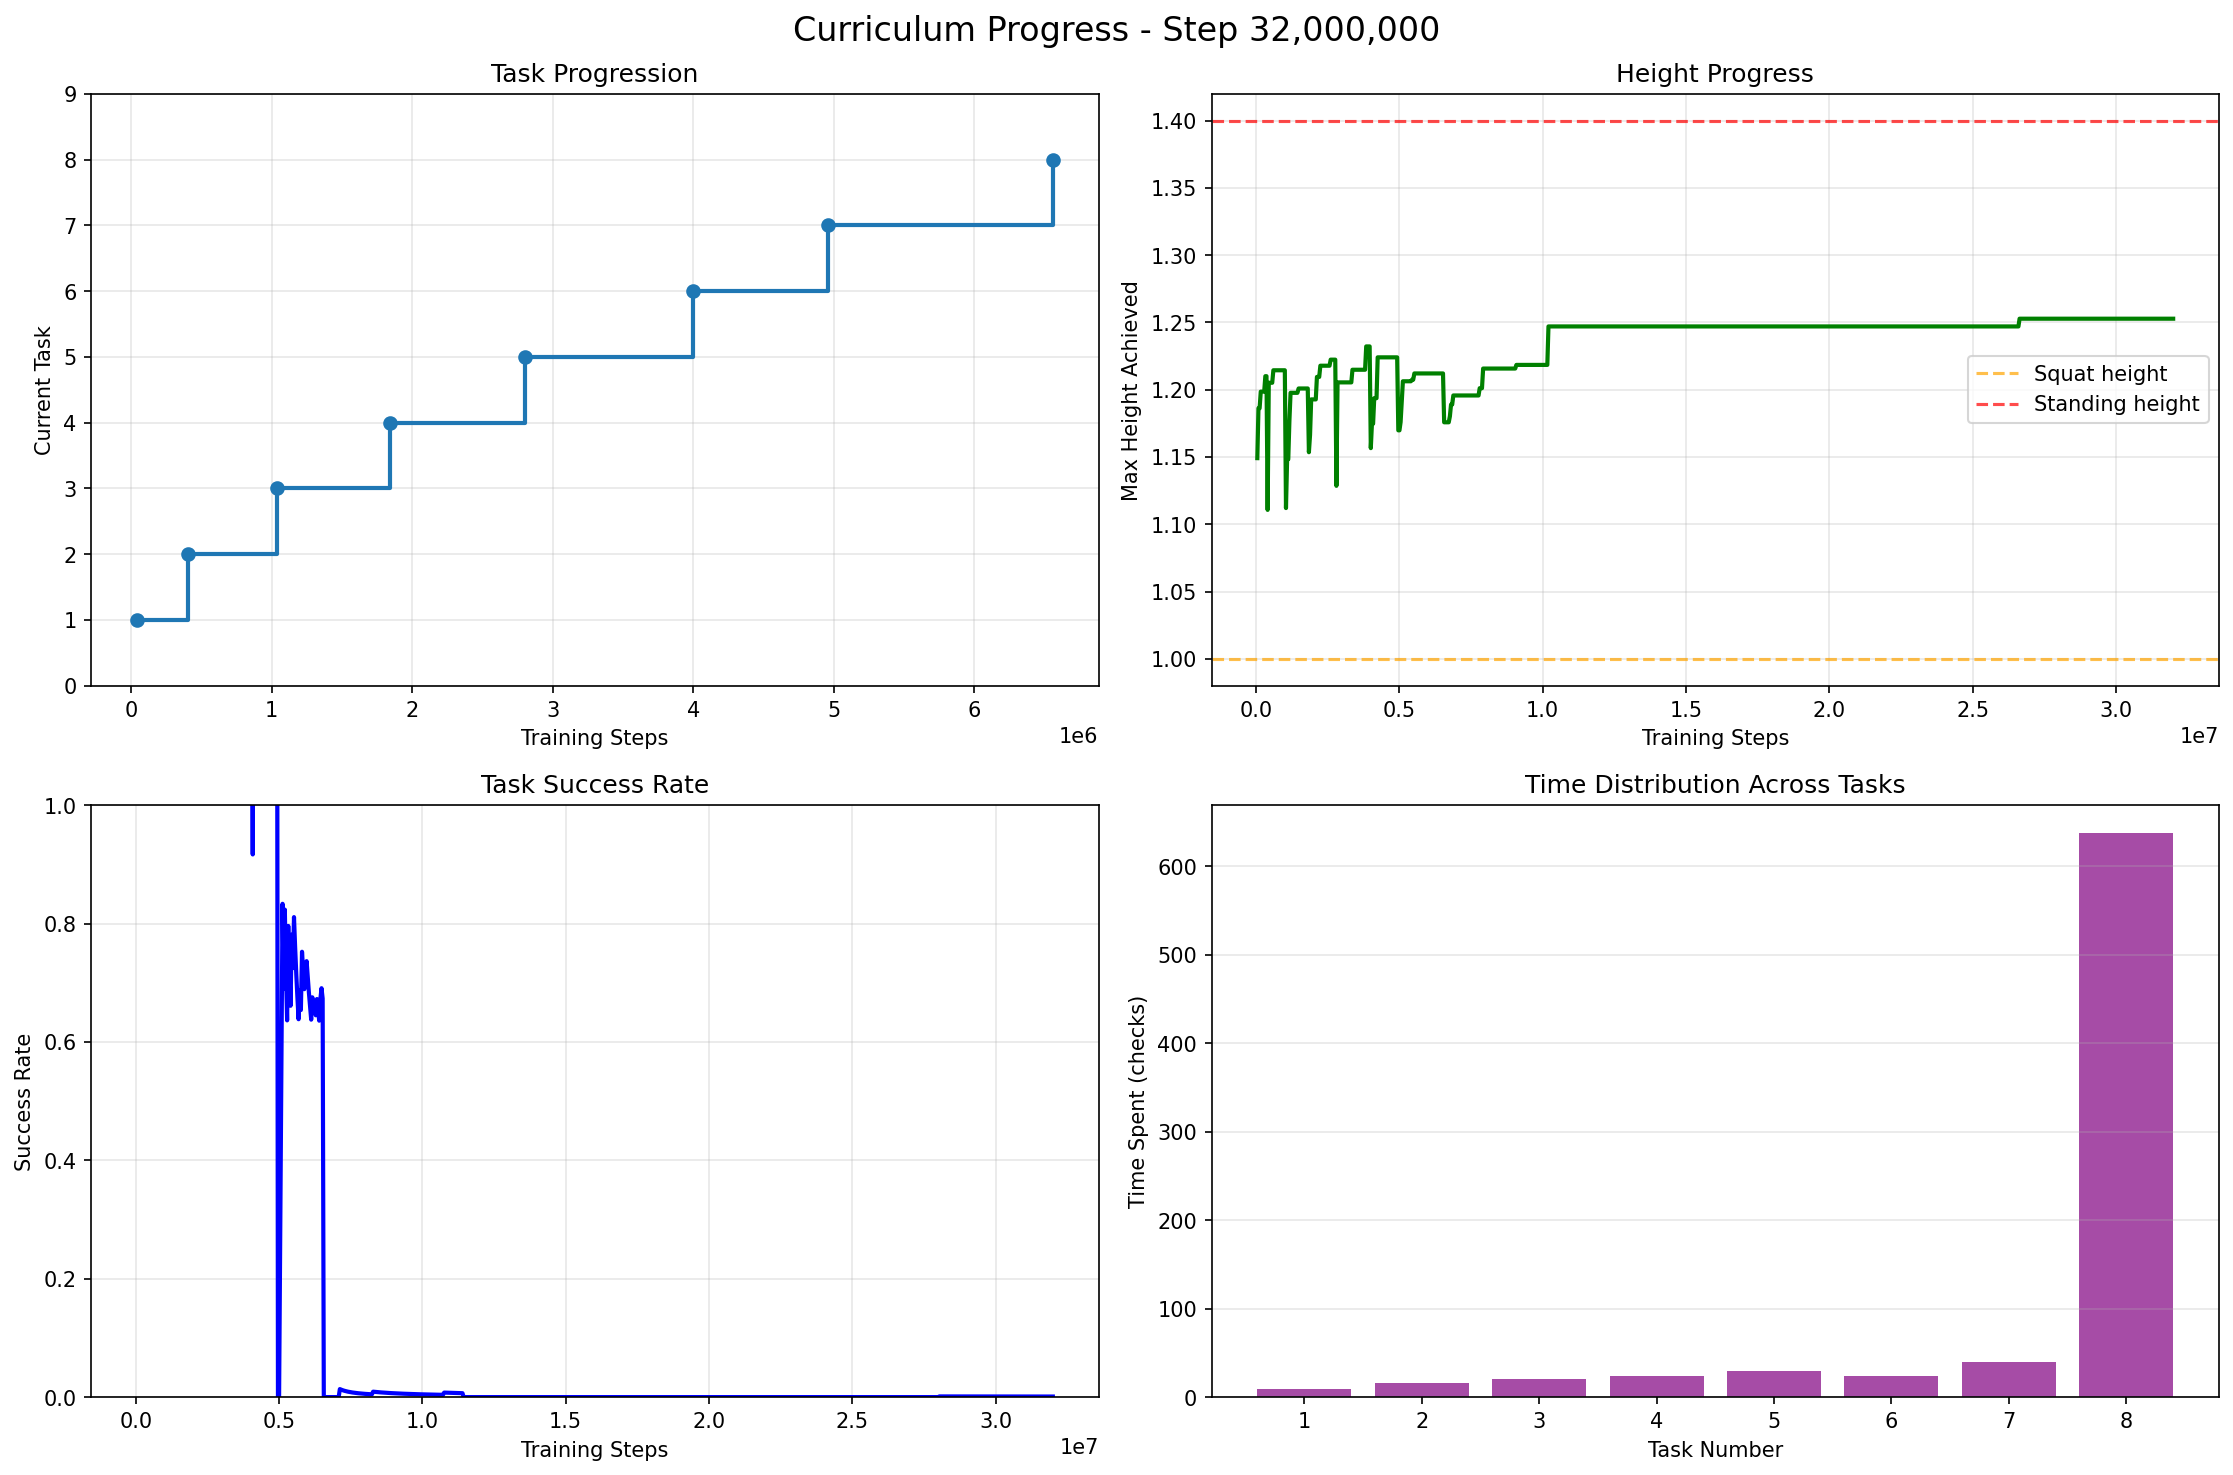 Curriculum Progress - Step 32,000,000
Task Progression
Current Task
9
8
7
6
5
4
3
2
1
0
0 1 2 3 4 5 6
1e6
Training Steps
Height Progress
Max Height Achieved
1.40
1.35
1.30
1.25
1.20
1.15
1.10
1.05
1.00
Squat height
Standing height
0.0 0.5 1.0 1.5 2.0 2.5 3.0
1e7
Training Steps
Task Success Rate
Success Rate
1.0
0.8
0.6
0.4
0.2
0.0
0.0 0.5 1.0 1.5 2.0 2.5 3.0
1e7
Training Steps
Time Distribution Across Tasks
Time Spent (checks)
600
500
400
300
200
100
0
1 2 3 4 5 6 7 8
Task Number